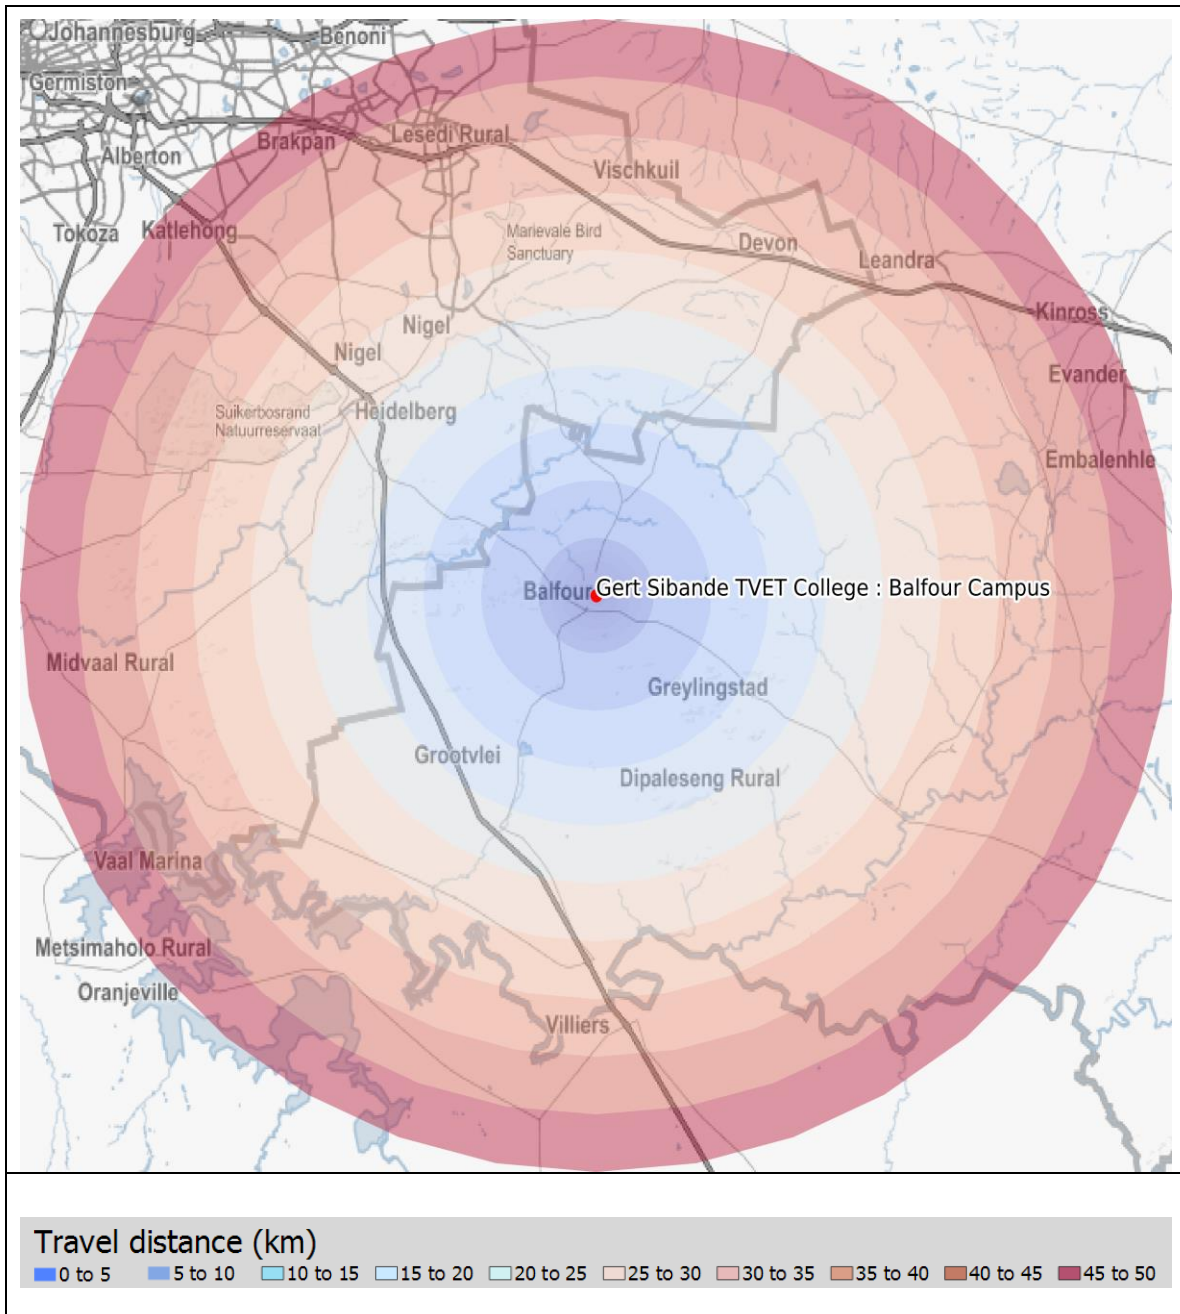 Johannesburg
Benoni
Germiston
Brakpan
Lesedi Rural
Alberton
Vischkuil
Tokoza
Katlehong
Marievale Bird
Sanctuary
Devon
Leandra
Kinross
Nigel
Nigel
Evander
Suikerbosrand
Natuurreservaat
Heidelberg
Embalenhle
Balfour
Gert Sibande TVET College : Balfour Campus
Midvaal Rural
Greylingstad
Grootvlei
Dipaleseng Rural
Vaal Marina
Metsimaholo Rural
Oranjeville
Villiers
Travel distance (km)
0 to 5 5 to 10 10 to 15 15 to 20 20 to 25 25 to 30 30 to 35 35 to 40 40 to 45 45 to 50